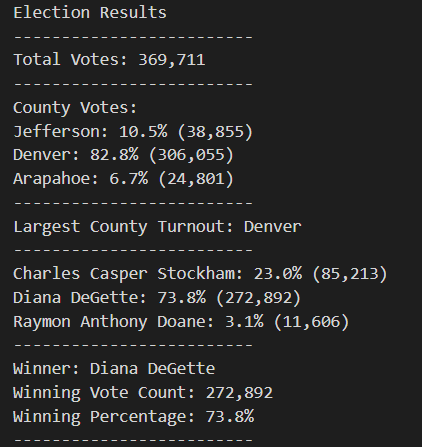 Election Results
-------------------------
Total Votes: 369,711
-------------------------
County Votes:
Jefferson: 10.5% (38,855)
Denver: 82.8% (306,055)
Arapahoe: 6.7% (24,801)
-------------------------
Largest County Turnout: Denver
-------------------------
Charles Casper Stockham: 23.0% (85,213)
Diana DeGette: 73.8% (272,892)
Raymon Anthony Doane: 3.1% (11,606)
-------------------------
Winner: Diana DeGette
Winning Vote Count: 272,892
Winning Percentage: 73.8%
-------------------------